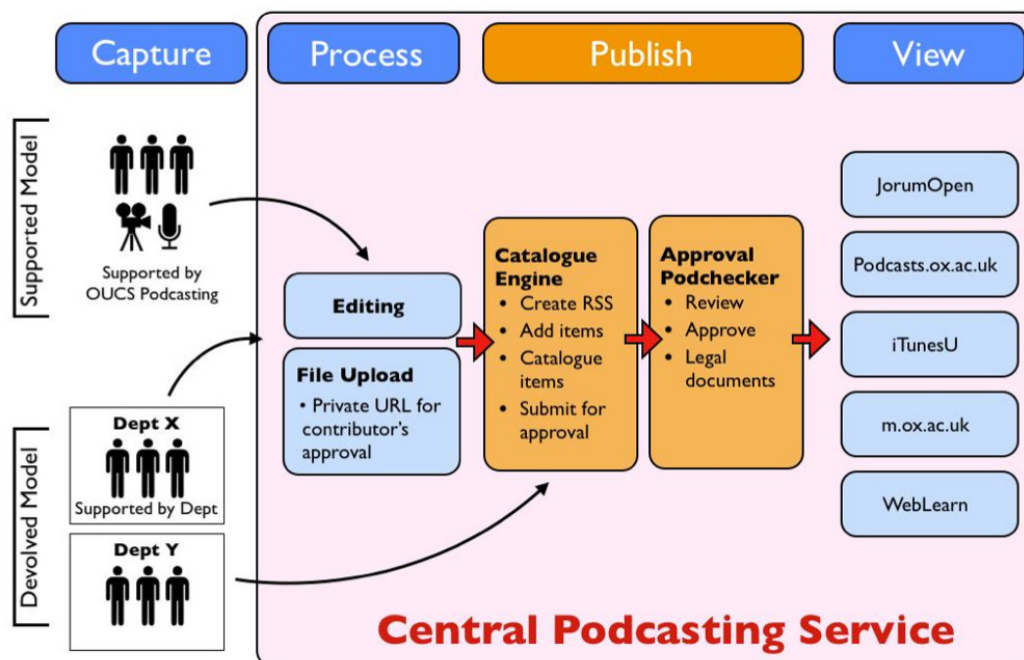 Capture
Process
Publish
View
Supported Model
Supported by
OUCS Podcasting
Devolved Model
Dept X
Supported by Dept
Dept Y
Editing
File Upload
• Private URL for
contributor's
approval
Catalogue
Engine
• Create RSS
• Add items
• Catalogue
items
• Submit for
approval
Approval
Podchecker
• Review
• Approve
• Legal
documents
JorumOpen
Podcasts.ox.ac.uk
iTunesU
m.ox.ac.uk
WebLearn
Central Podcasting Service